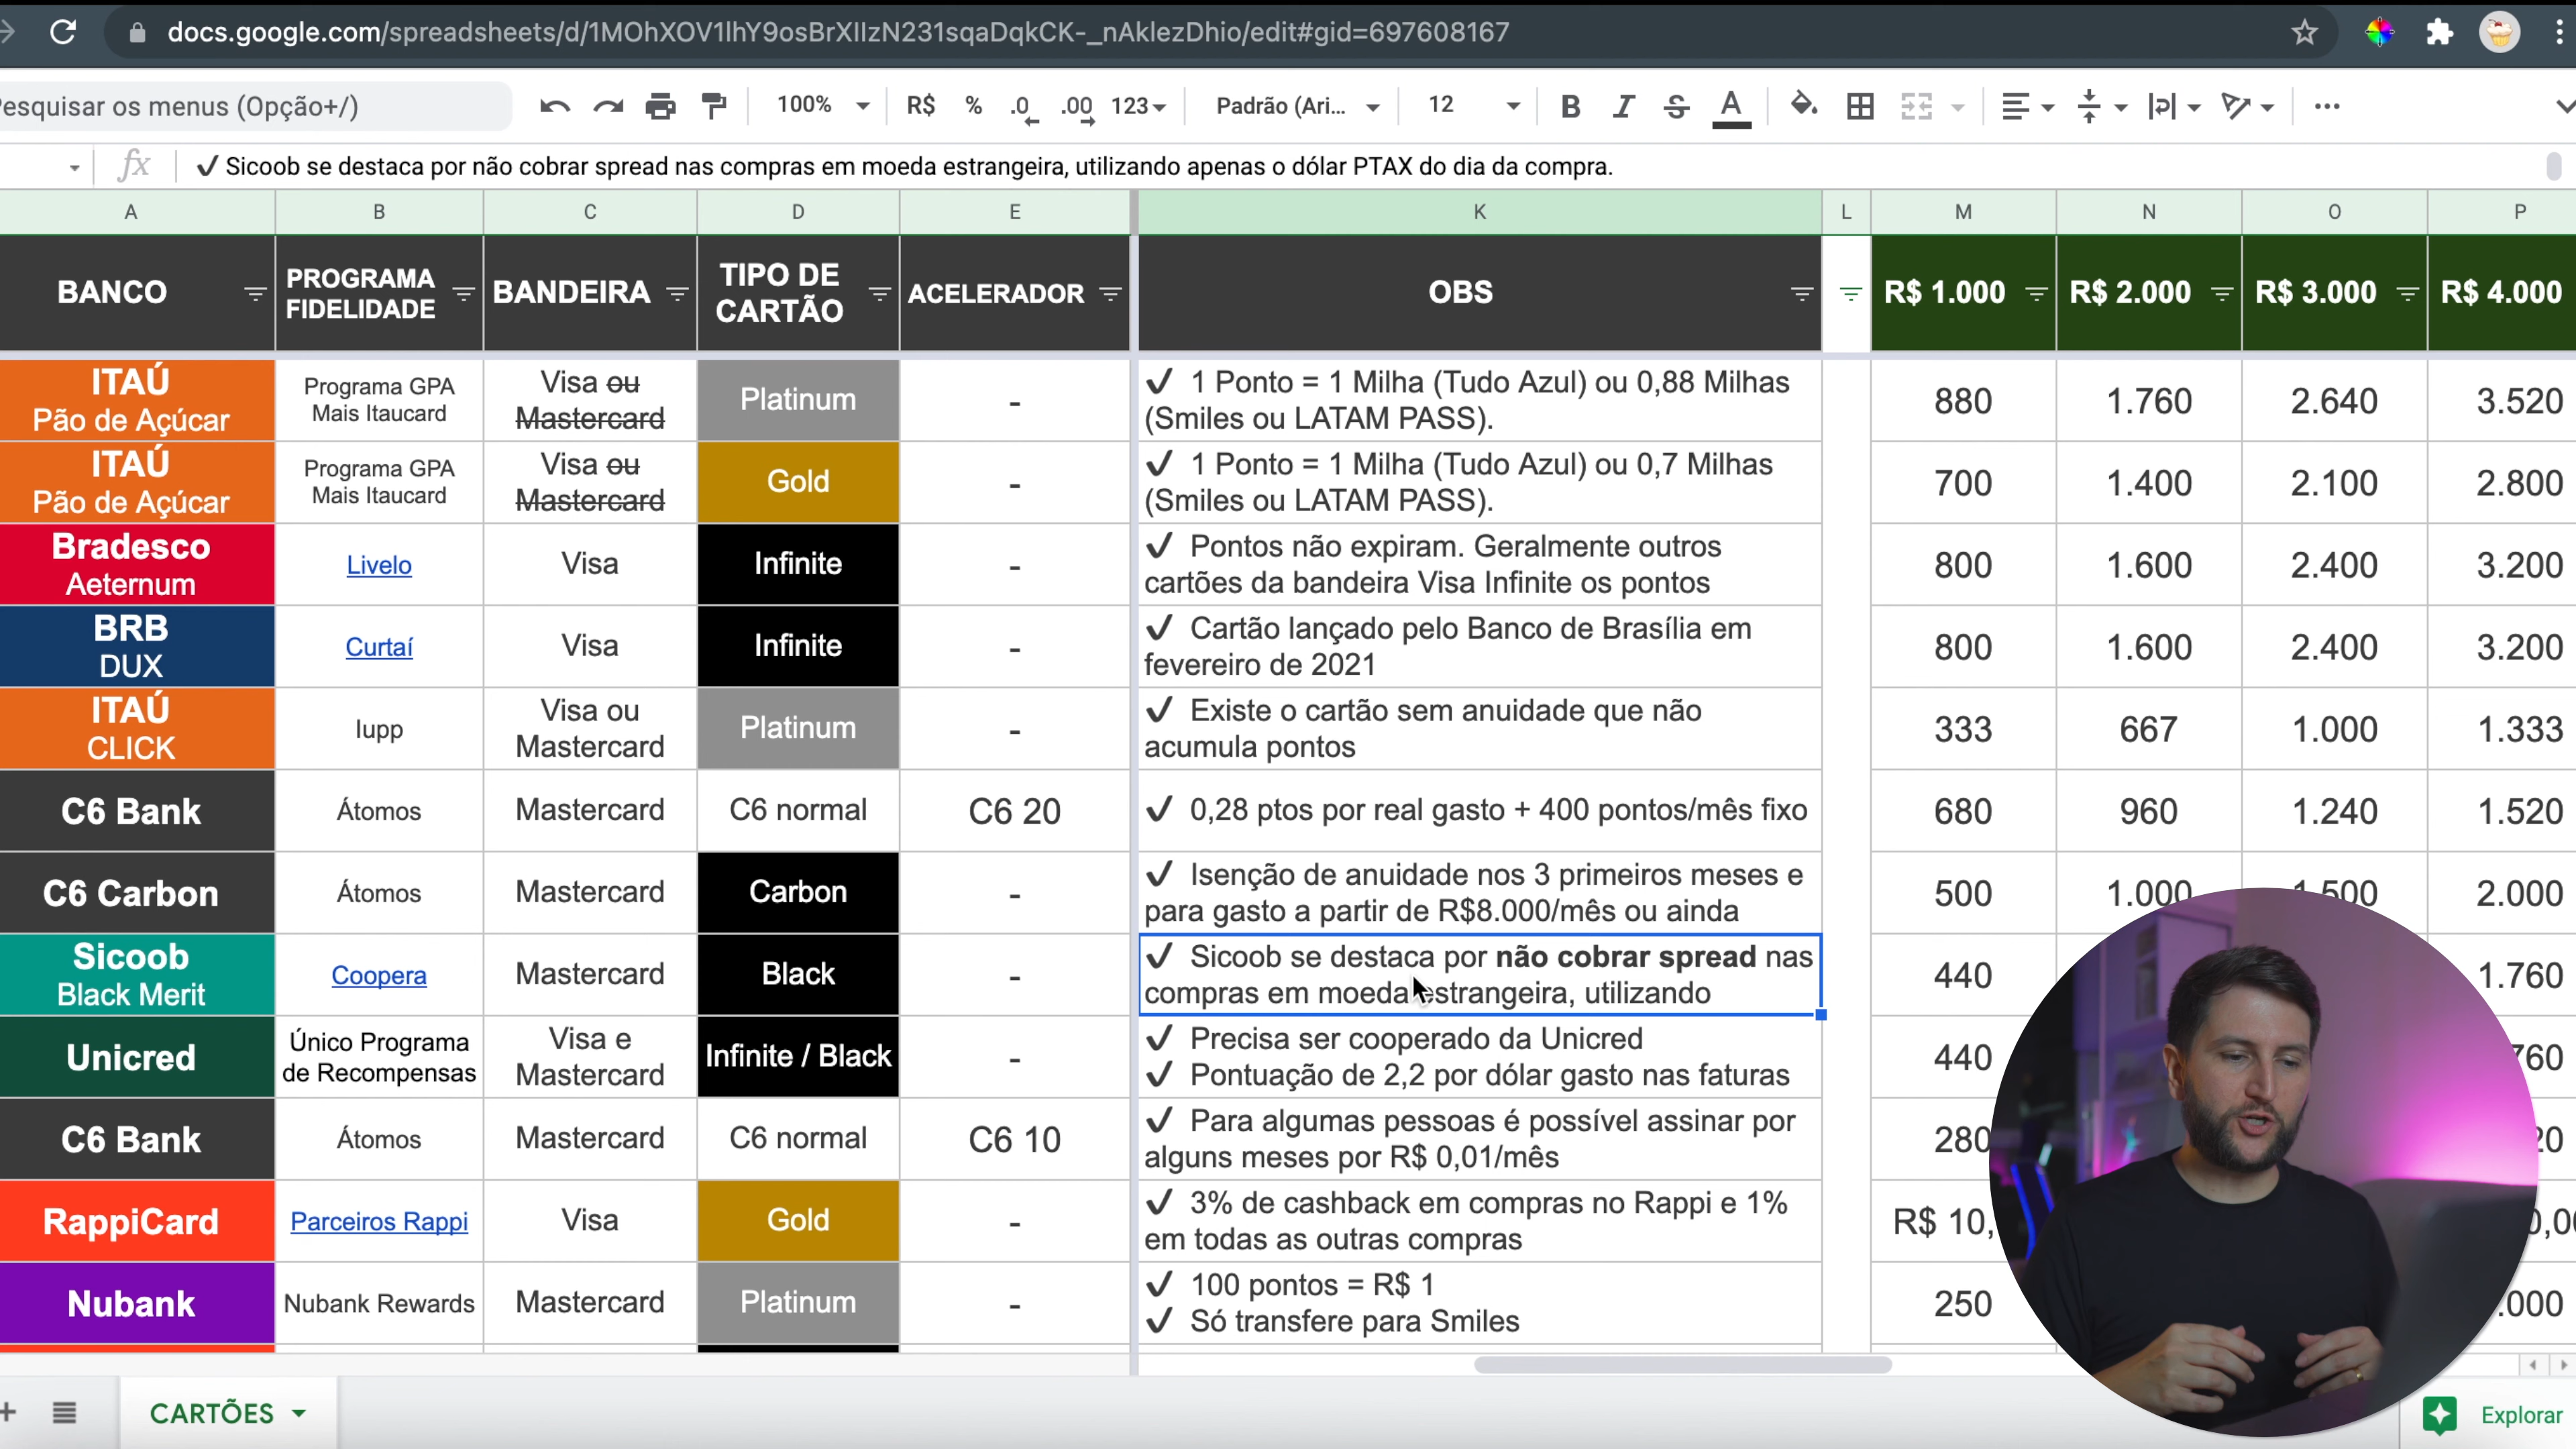 docs.google.com/spreadsheets/d/1MOhXOV1lhY9osBrXIIzN231sqaDqkCK-_nAklezDhio/edit#gid=697608167
esquisar os menus (Opção+/)
100% R$ % .0 .00 123 Padrão (Ari... 12 B I S A ...
fx ✓ Sicoob se destaca por não cobrar spread nas compras em moeda estrangeira, utilizando apenas o dólar PTAX do dia da compra.
A B C D E K L M N O P
BANCO
PROGRAMA
FIDELIDADE
BANDEIRA
TIPO DE
CARTÃO
ACELERADOR
OBS
R$ 1.000
R$ 2.000
R$ 3.000
R$ 4.000
ITAÚ
Pão de Açúcar
Programa GPA
Mais Itaucard
Visa ou
Mastercard
Platinum
-
✓ 1 Ponto = 1 Milha (Tudo Azul) ou 0,88 Milhas
(Smiles ou LATAM PASS).
880
1.760
2.640
3.520
ITAÚ
Pão de Açúcar
Programa GPA
Mais Itaucard
Visa ou
Mastercard
Gold
-
✓ 1 Ponto = 1 Milha (Tudo Azul) ou 0,7 Milhas
(Smiles ou LATAM PASS).
700
1.400
2.100
2.800
Bradesco
Aeternum
Livelo
Visa
Infinite
-
✓ Pontos não expiram. Geralmente outros
cartões da bandeira Visa Infinite os pontos
800
1.600
2.400
3.200
BRB
DUX
Curtaí
Visa
Infinite
-
✓ Cartão lançado pelo Banco de Brasília em
fevereiro de 2021
800
1.600
2.400
3.200
ITAÚ
CLICK
Iupp
Visa ou
Mastercard
Platinum
-
✓ Existe o cartão sem anuidade que não
acumula pontos
333
667
1.000
1.333
C6 Bank
Átomos
Mastercard
C6 normal
C6 20
✓ 0,28 ptos por real gasto + 400 pontos/mês fixo
680
960
1.240
1.520
C6 Carbon
Átomos
Mastercard
Carbon
-
✓ Isenção de anuidade nos 3 primeiros meses e
para gasto a partir de R$8.000/mês ou ainda
500
1.000
1.500
2.000
Sicoob
Black Merit
Coopera
Mastercard
Black
-
✓ Sicoob se destaca por não cobrar spread nas
compras em moeda estrangeira, utilizando
440
1.760
Unicred
Único Programa
de Recompensas
Visa e
Mastercard
Infinite / Black
-
✓ Precisa ser cooperado da Unicred
✓ Pontuação de 2,2 por dólar gasto nas faturas
440
760
C6 Bank
Átomos
Mastercard
C6 normal
C6 10
✓ Para algumas pessoas é possível assinar por
alguns meses por R$ 0,01/mês
280
20
RappiCard
Parceiros Rappi
Visa
Gold
-
✓ 3% de cashback em compras no Rappi e 1%
em todas as outras compras
R$ 10,
Nubank
Nubank Rewards
Mastercard
Platinum
-
✓ 100 pontos = R$ 1
✓ Só transfere para Smiles
250
.000
CARTÕES
Explorar